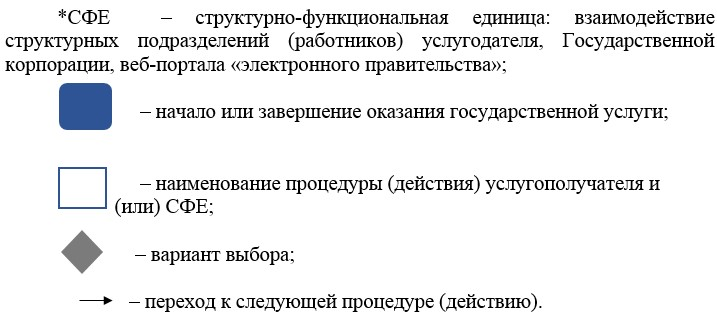 *СФЕ – структурно-функциональная единица: взаимодействие
структурных подразделений (работников) услугодателя, Государственной
корпорации, веб-портала «электронного правительства»;
– начало или завершение оказания государственной услуги;
– наименование процедуры (действия) услугополучателя и
(или) СФЕ;
– вариант выбора;
– переход к следующей процедуре (действию).